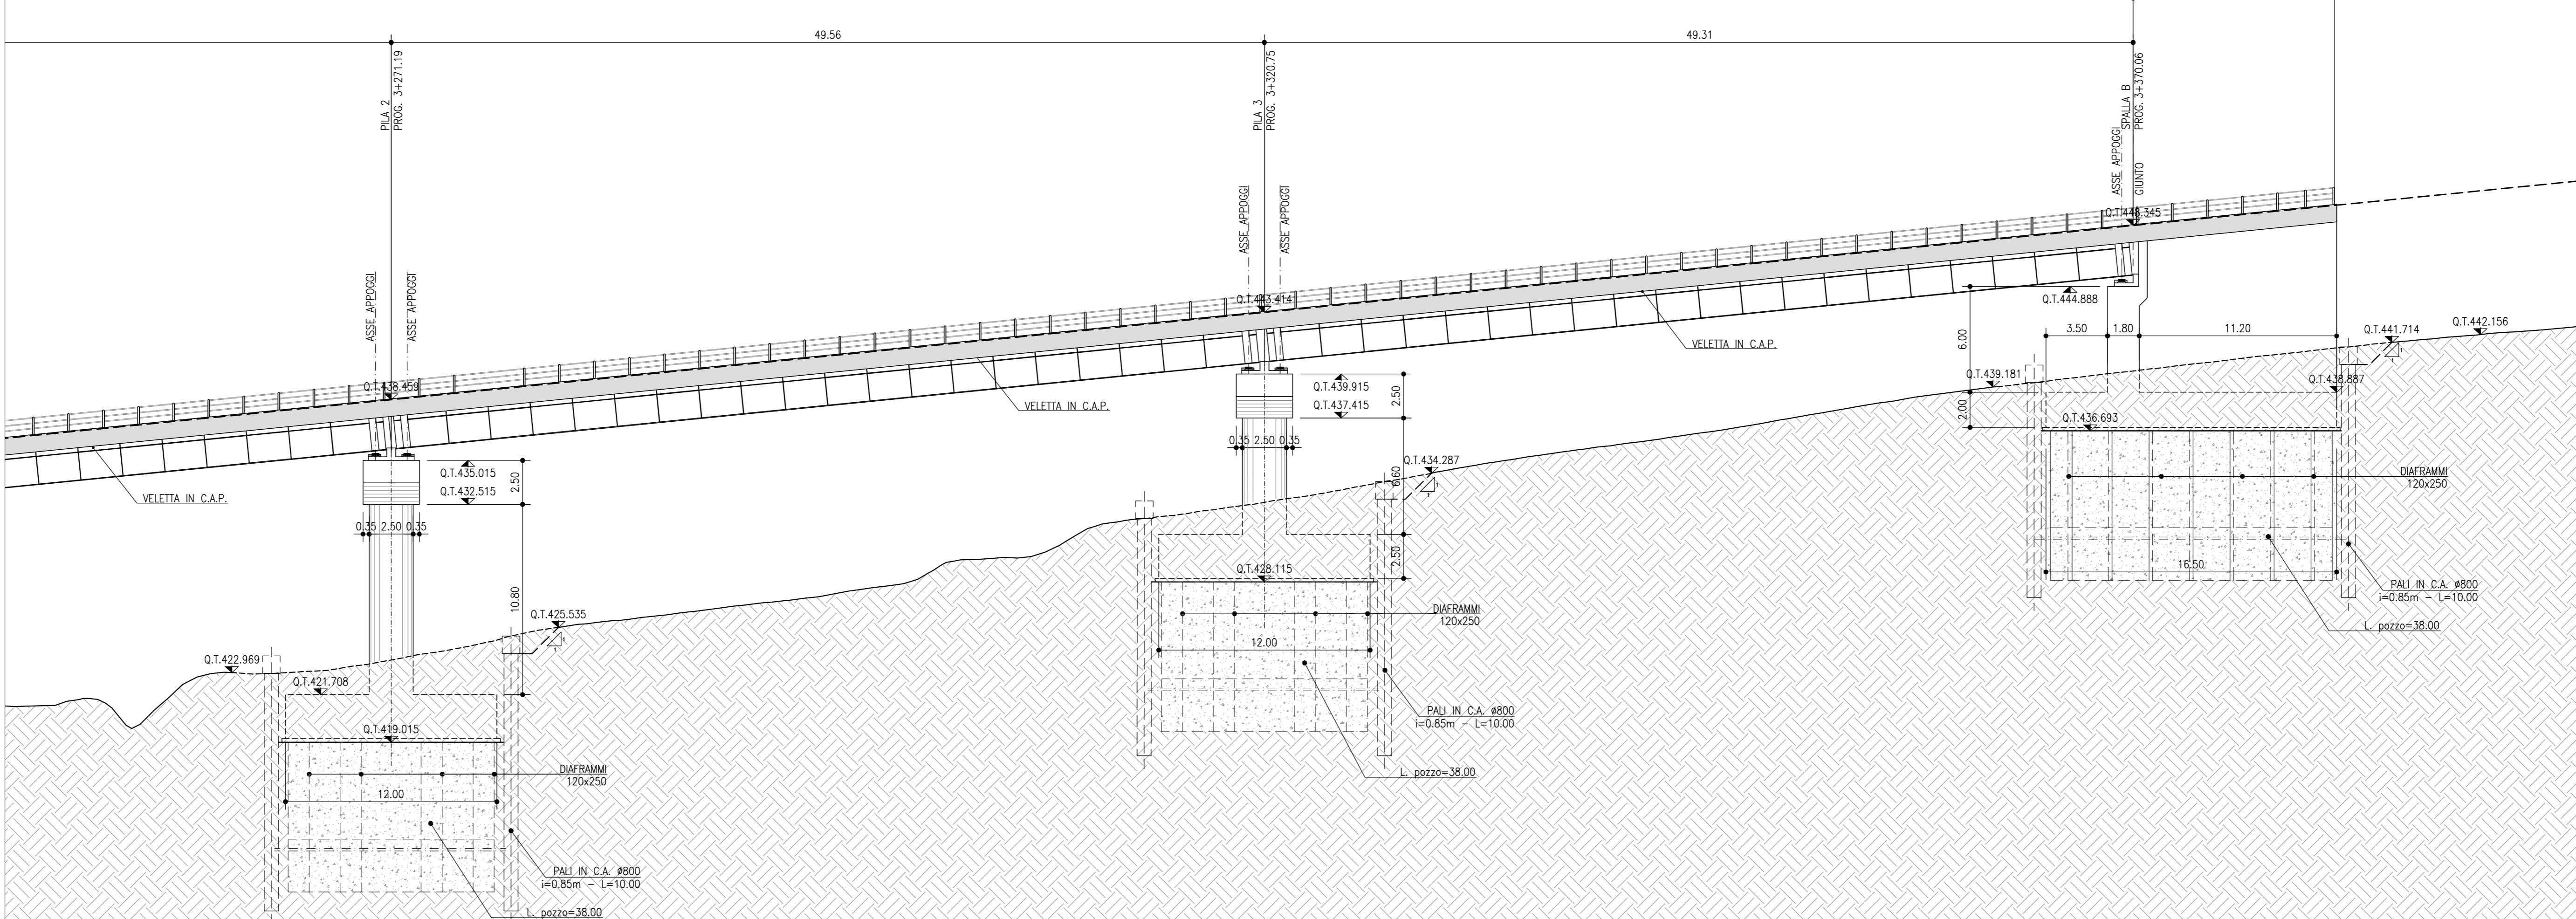 49.56
49.31
PILA 2
PROG. 3+271.19
PILA 3
PROG. 3+320.75
SPALLA B
PROG. 3+370.06
ASSE APPOGGI
GIUNTO
ASSE APPOGGI
ASSE APPOGGI
ASSE APPOGGI
ASSE APPOGGI
Q.T.448.345
Q.T.443.414
Q.T.438.459
Q.T.444.888
VELETTA IN C.A.P.
VELETTA IN C.A.P.
VELETTA IN C.A.P.
3.50
1.80
11.20
6.00
2.00
Q.T.441.714
Q.T.442.156
1
1
Q.T.439.181
Q.T.438.887
Q.T.436.693
DIAFRAMMI
120x250
16.50
PALI IN C.A. ø800
i=0.85m - L=10.00
L. pozzo=38.00
Q.T.439.915
Q.T.437.415
2.50
0.35 2.50 0.35
6.60
Q.T.434.287
1
1
2.50
Q.T.428.115
DIAFRAMMI
120x250
12.00
PALI IN C.A. ø800
i=0.85m - L=10.00
L. pozzo=38.00
Q.T.435.015
Q.T.432.515
2.50
0.35 2.50 0.35
10.80
Q.T.425.535
1
1
Q.T.422.969
Q.T.421.708
Q.T.419.015
DIAFRAMMI
120x250
12.00
PALI IN C.A. ø800
i=0.85m - L=10.00
L. pozzo=38.00